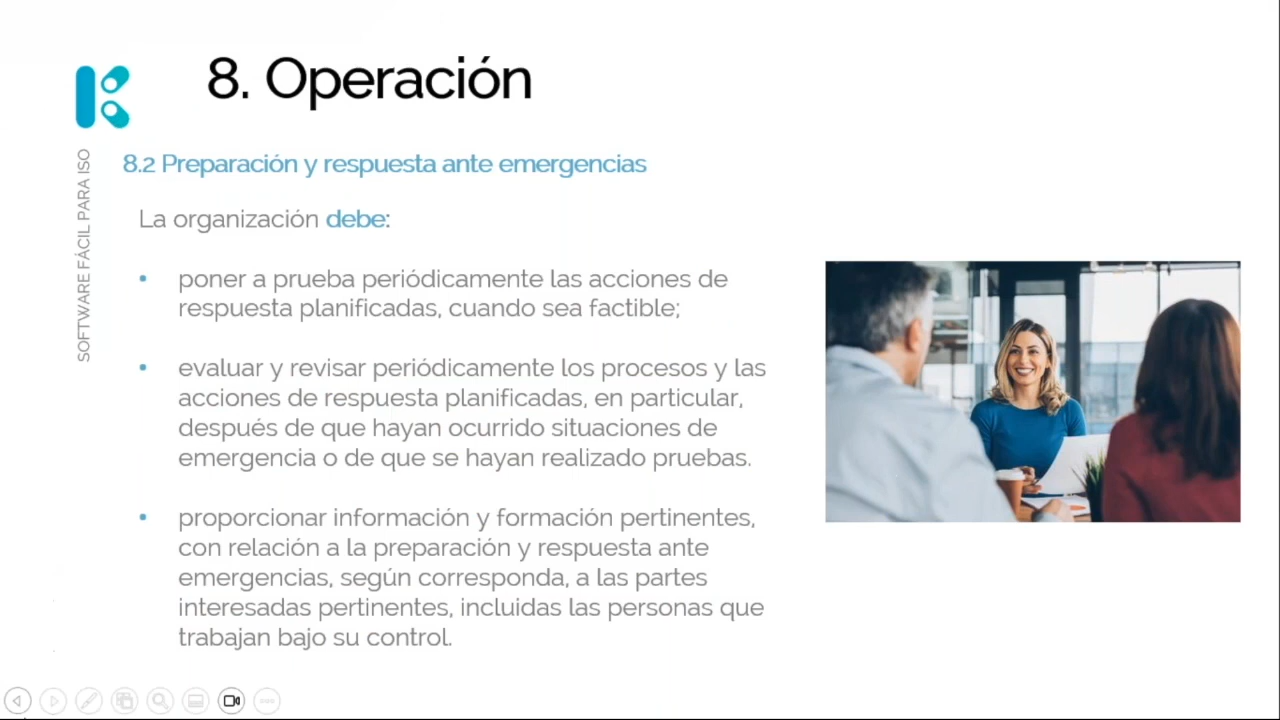 8. Operación
SOFTWARE FÁCIL PARA ISO
8.2 Preparación y respuesta ante emergencias
La organización debe:
• poner a prueba periódicamente las acciones de
respuesta planificadas, cuando sea factible;
• evaluar y revisar periódicamente los procesos y las
acciones de respuesta planificadas, en particular,
después de que hayan ocurrido situaciones de
emergencia o de que se hayan realizado pruebas.
• proporcionar información y formación pertinentes,
con relación a la preparación y respuesta ante
emergencias, según corresponda, a las partes
interesadas pertinentes, incluidas las personas que
trabajan bajo su control.